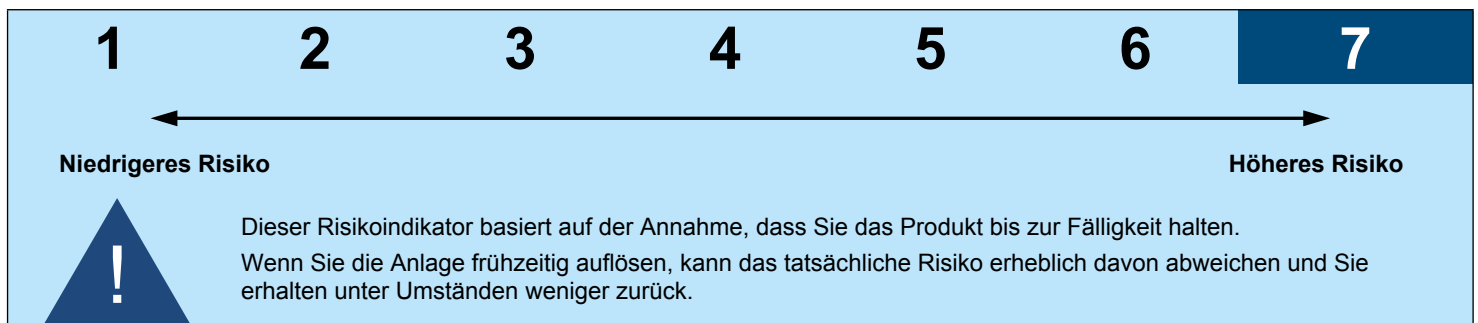 1 2 3 4 5 6 7
Niedrigeres Risiko Höheres Risiko
!
Dieser Risikoindikator basiert auf der Annahme, dass Sie das Produkt bis zur Fälligkeit halten.
Wenn Sie die Anlage frühzeitig auflösen, kann das tatsächliche Risiko erheblich davon abweichen und Sie
erhalten unter Umständen weniger zurück.